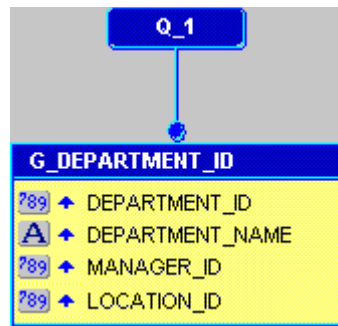 Q_1
G_DEPARTMENT_ID
789 DEPARTMENT_ID
A DEPARTMENT_NAME
789 MANAGER_ID
789 LOCATION_ID